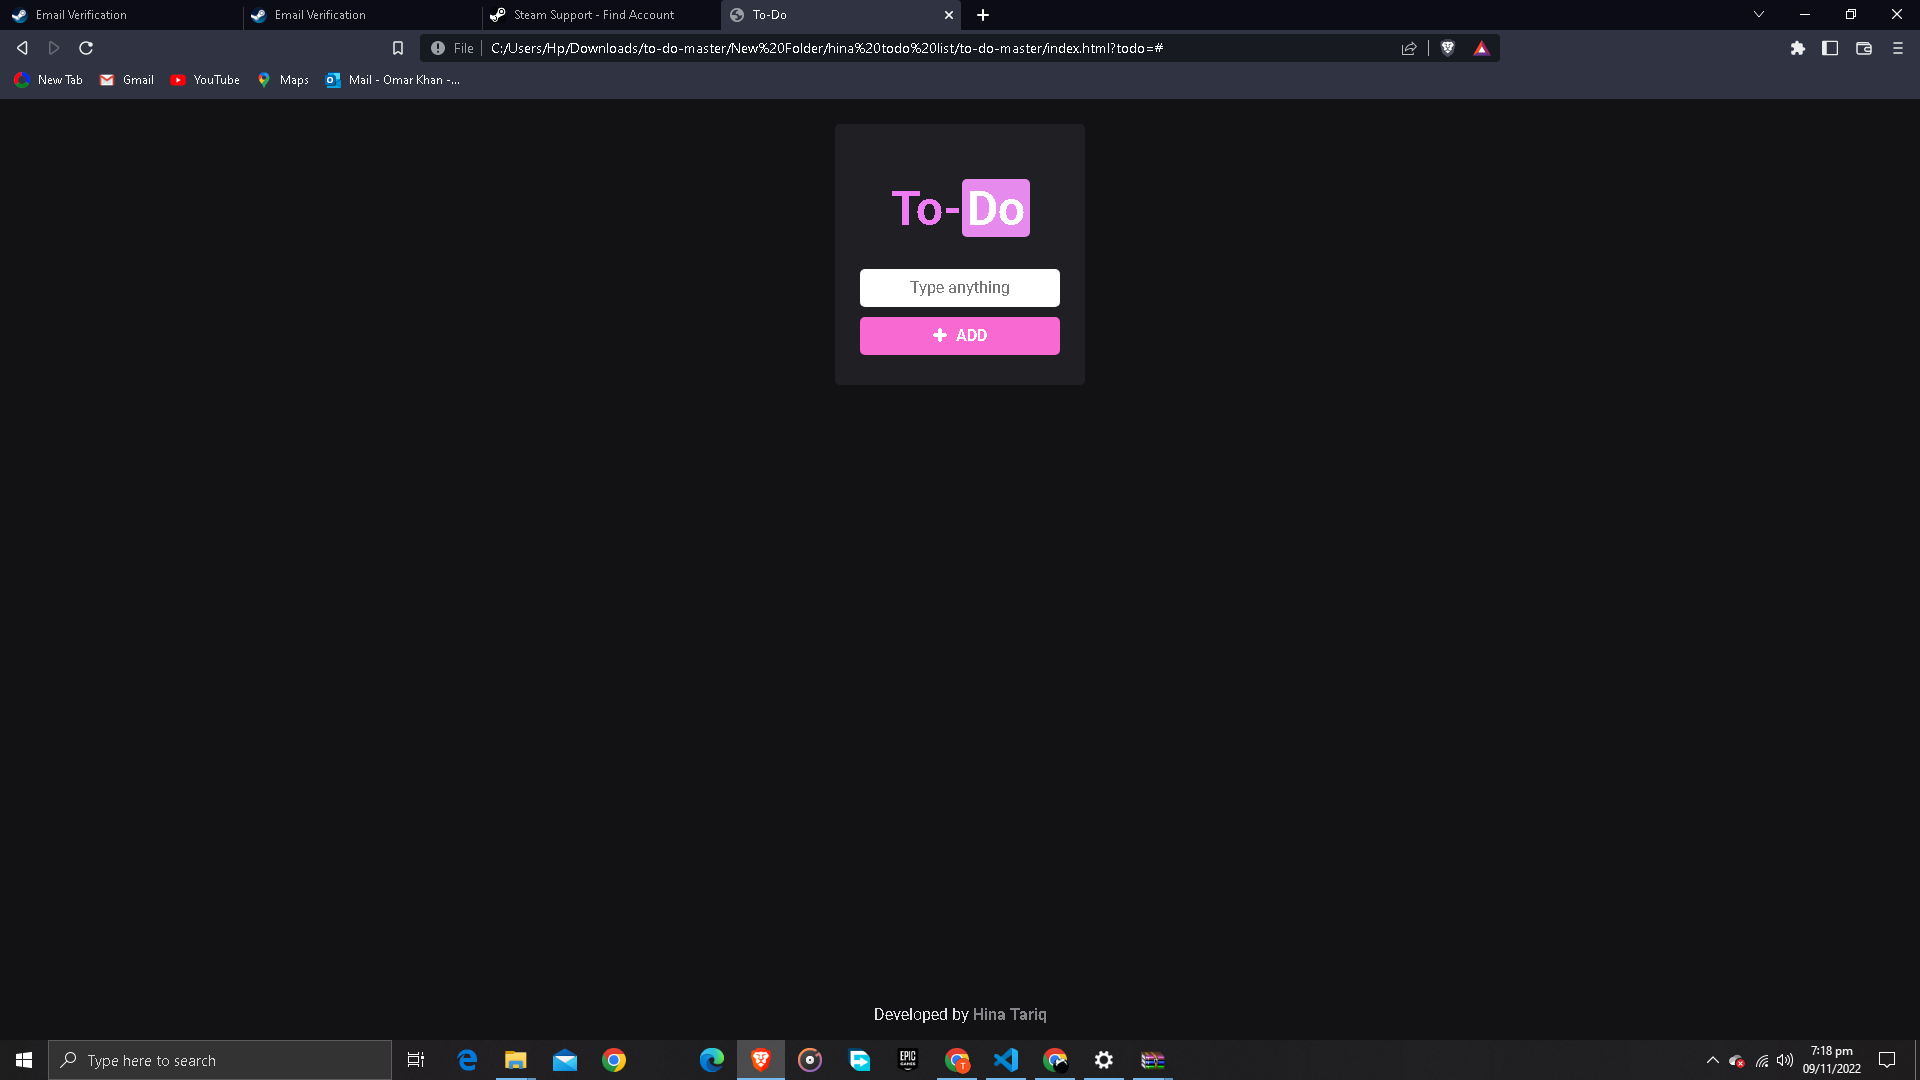 Email Verification
Email Verification
Steam Support - Find Account
To-Do
File
C:/Users/Hp/Downloads/to-do-master/New%20Folder/hina%20todo%20list/to-do-master/index.html?todo=#
New Tab
Gmail
YouTube
Maps
Mail - Omar Khan -...
To-Do
Type anything
ADD
Developed by Hina Tariq
Type here to search
EPIC
GAMES
T
7:18 pm
09/11/2022